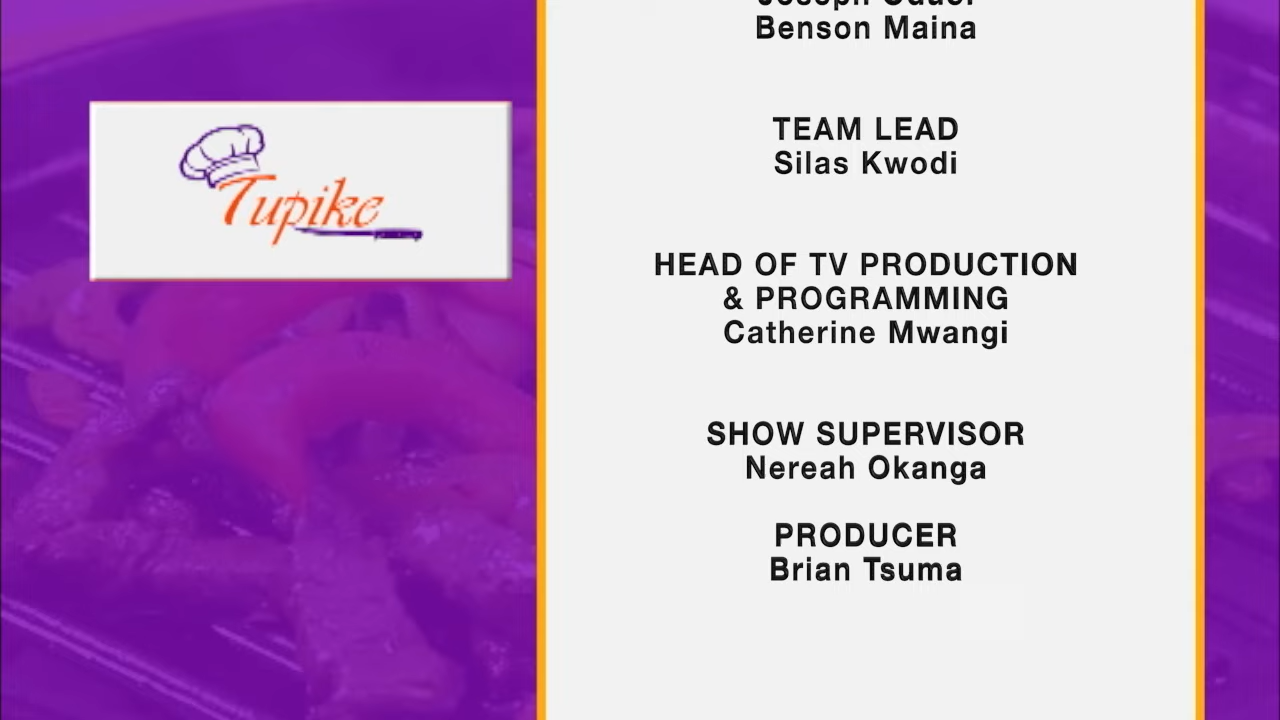 Tupike
Benson Maina
TEAM LEAD
Silas Kwodi
HEAD OF TV PRODUCTION
& PROGRAMMING
Catherine Mwangi
SHOW SUPERVISOR
Nereah Okanga
PRODUCER
Brian Tsuma